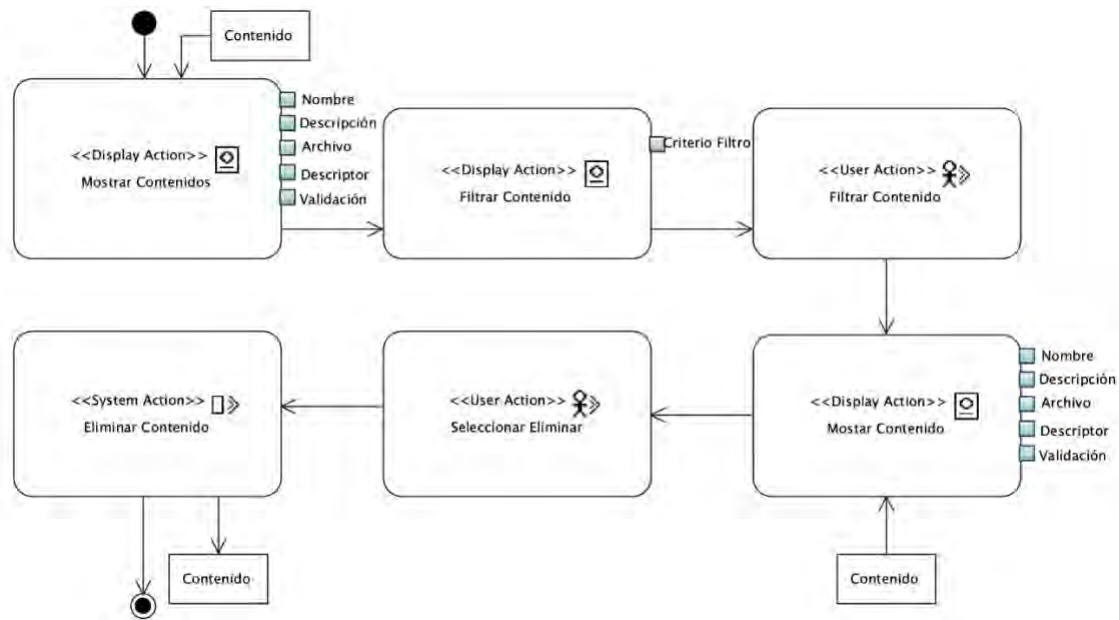 Contenido
<<Display Action>>
Mostrar Contenidos
Nombre
Descripción
Archivo
Descriptor
Validación
<<Display Action>>
Filtrar Contenido
Criterio Filtro
<<User Action>>
Filtrar Contenido
<<System Action>>
Eliminar Contenido
<<User Action>>
Seleccionar Eliminar
<<Display Action>>
Mostar Contenido
Nombre
Descripción
Archivo
Descriptor
Validación
Contenido
Contenido